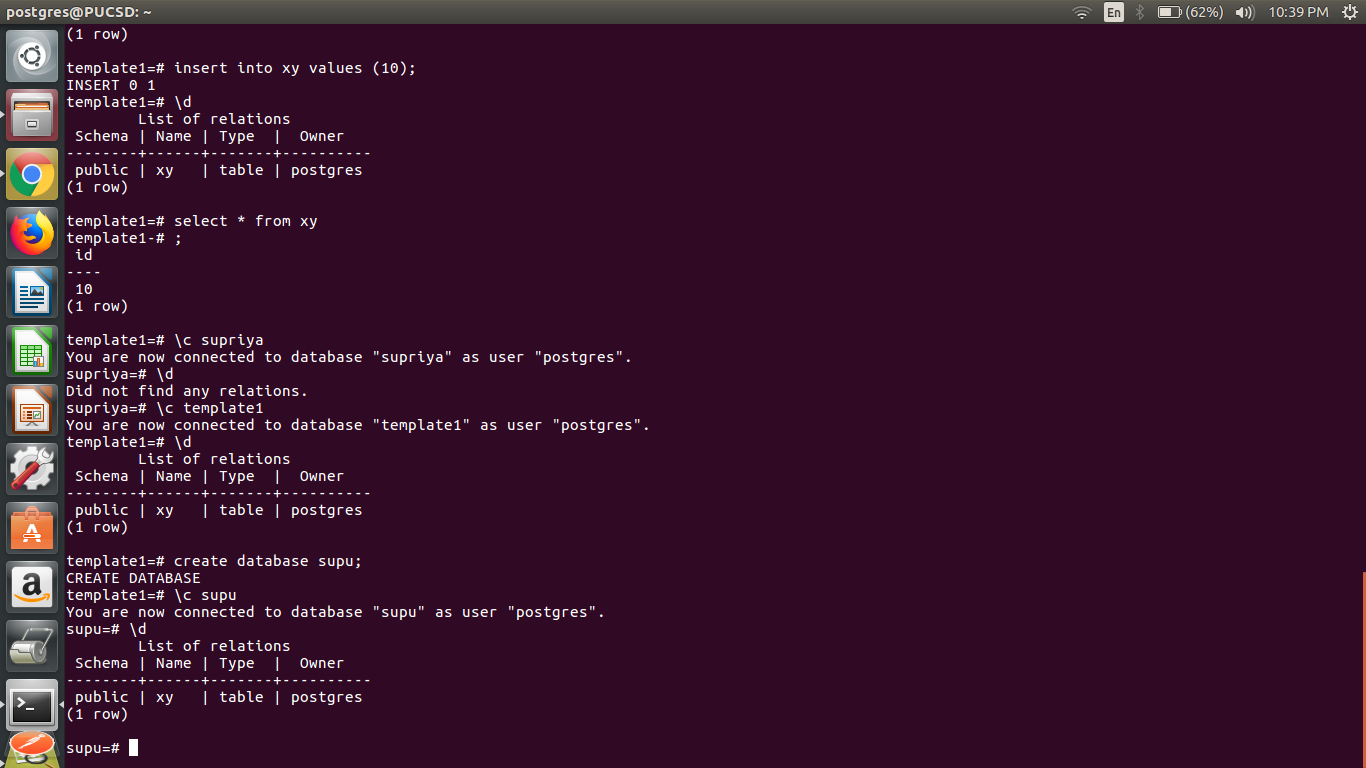 postgres@PUCSD: ~
En
(62%)
10:39 PM
(1 row)
template1=# insert into xy values (10);
INSERT 0 1
template1=# \d
        List of relations
 Schema | Name | Type  |  Owner
--------+------+-------+----------
 public | xy   | table | postgres
(1 row)
template1=# select * from xy
template1-# ;
 id
----
 10
(1 row)
template1=# \c supriya
You are now connected to database "supriya" as user "postgres".
supriya=# \d
Did not find any relations.
supriya=# \c template1
You are now connected to database "template1" as user "postgres".
template1=# \d
        List of relations
 Schema | Name | Type  |  Owner
--------+------+-------+----------
 public | xy   | table | postgres
(1 row)
template1=# create database supu;
CREATE DATABASE
template1=# \c supu
You are now connected to database "supu" as user "postgres".
supu=# \d
        List of relations
 Schema | Name | Type  |  Owner
--------+------+-------+----------
 public | xy   | table | postgres
(1 row)
supu=#